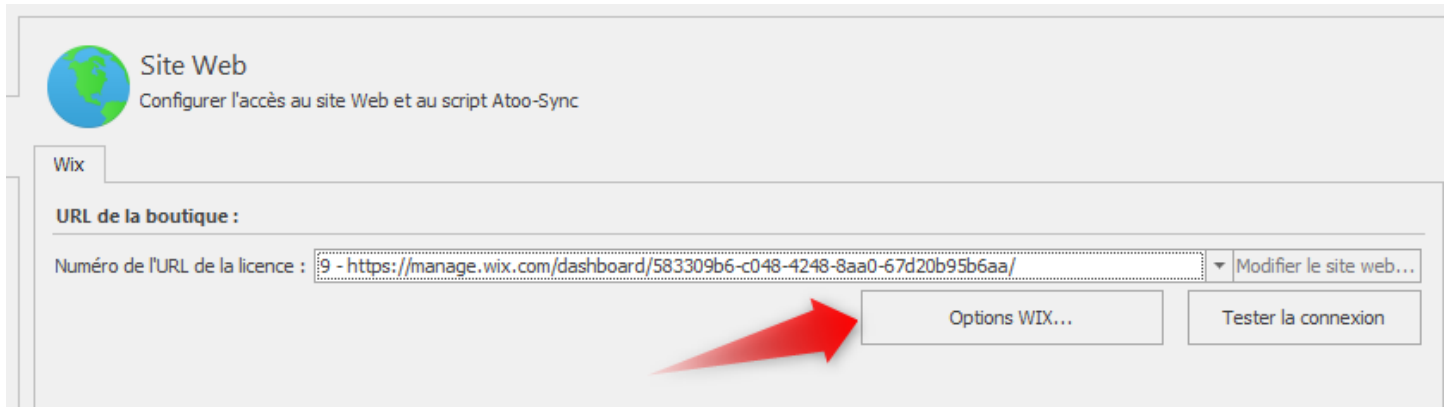 Site Web
Configurer l'accès au site Web et au script Atoo-Sync
Wix
URL de la boutique :
Numéro de l'URL de la licence : 9 - https://manage.wix.com/dashboard/583309b6-c048-4248-8aa0-67d20b95b6aa/ Modifier le site web...
Options WIX... Tester la connexion